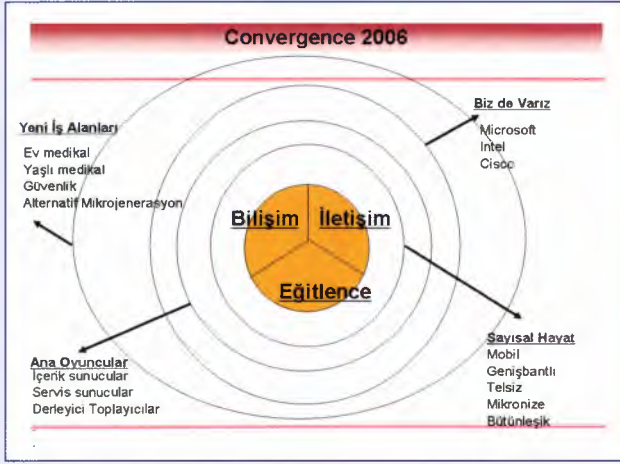 Convergence 2006
Yeni İş Alanları
Ev medikal
Yaşlı medikal
Güvenlik
Alternatif Mikrojenerasyon
Biz de Varız
Microsoft
Intel
Cisco
Bilişim
İletişim
Eğitlence
Ana Oyuncular
İçerik sunucular
Servis sunucular
Derleyici Toplayıcılar
Sayısal Hayat
Mobil
Genişbantlı
Telsiz
Mikronize
Bütünleşik